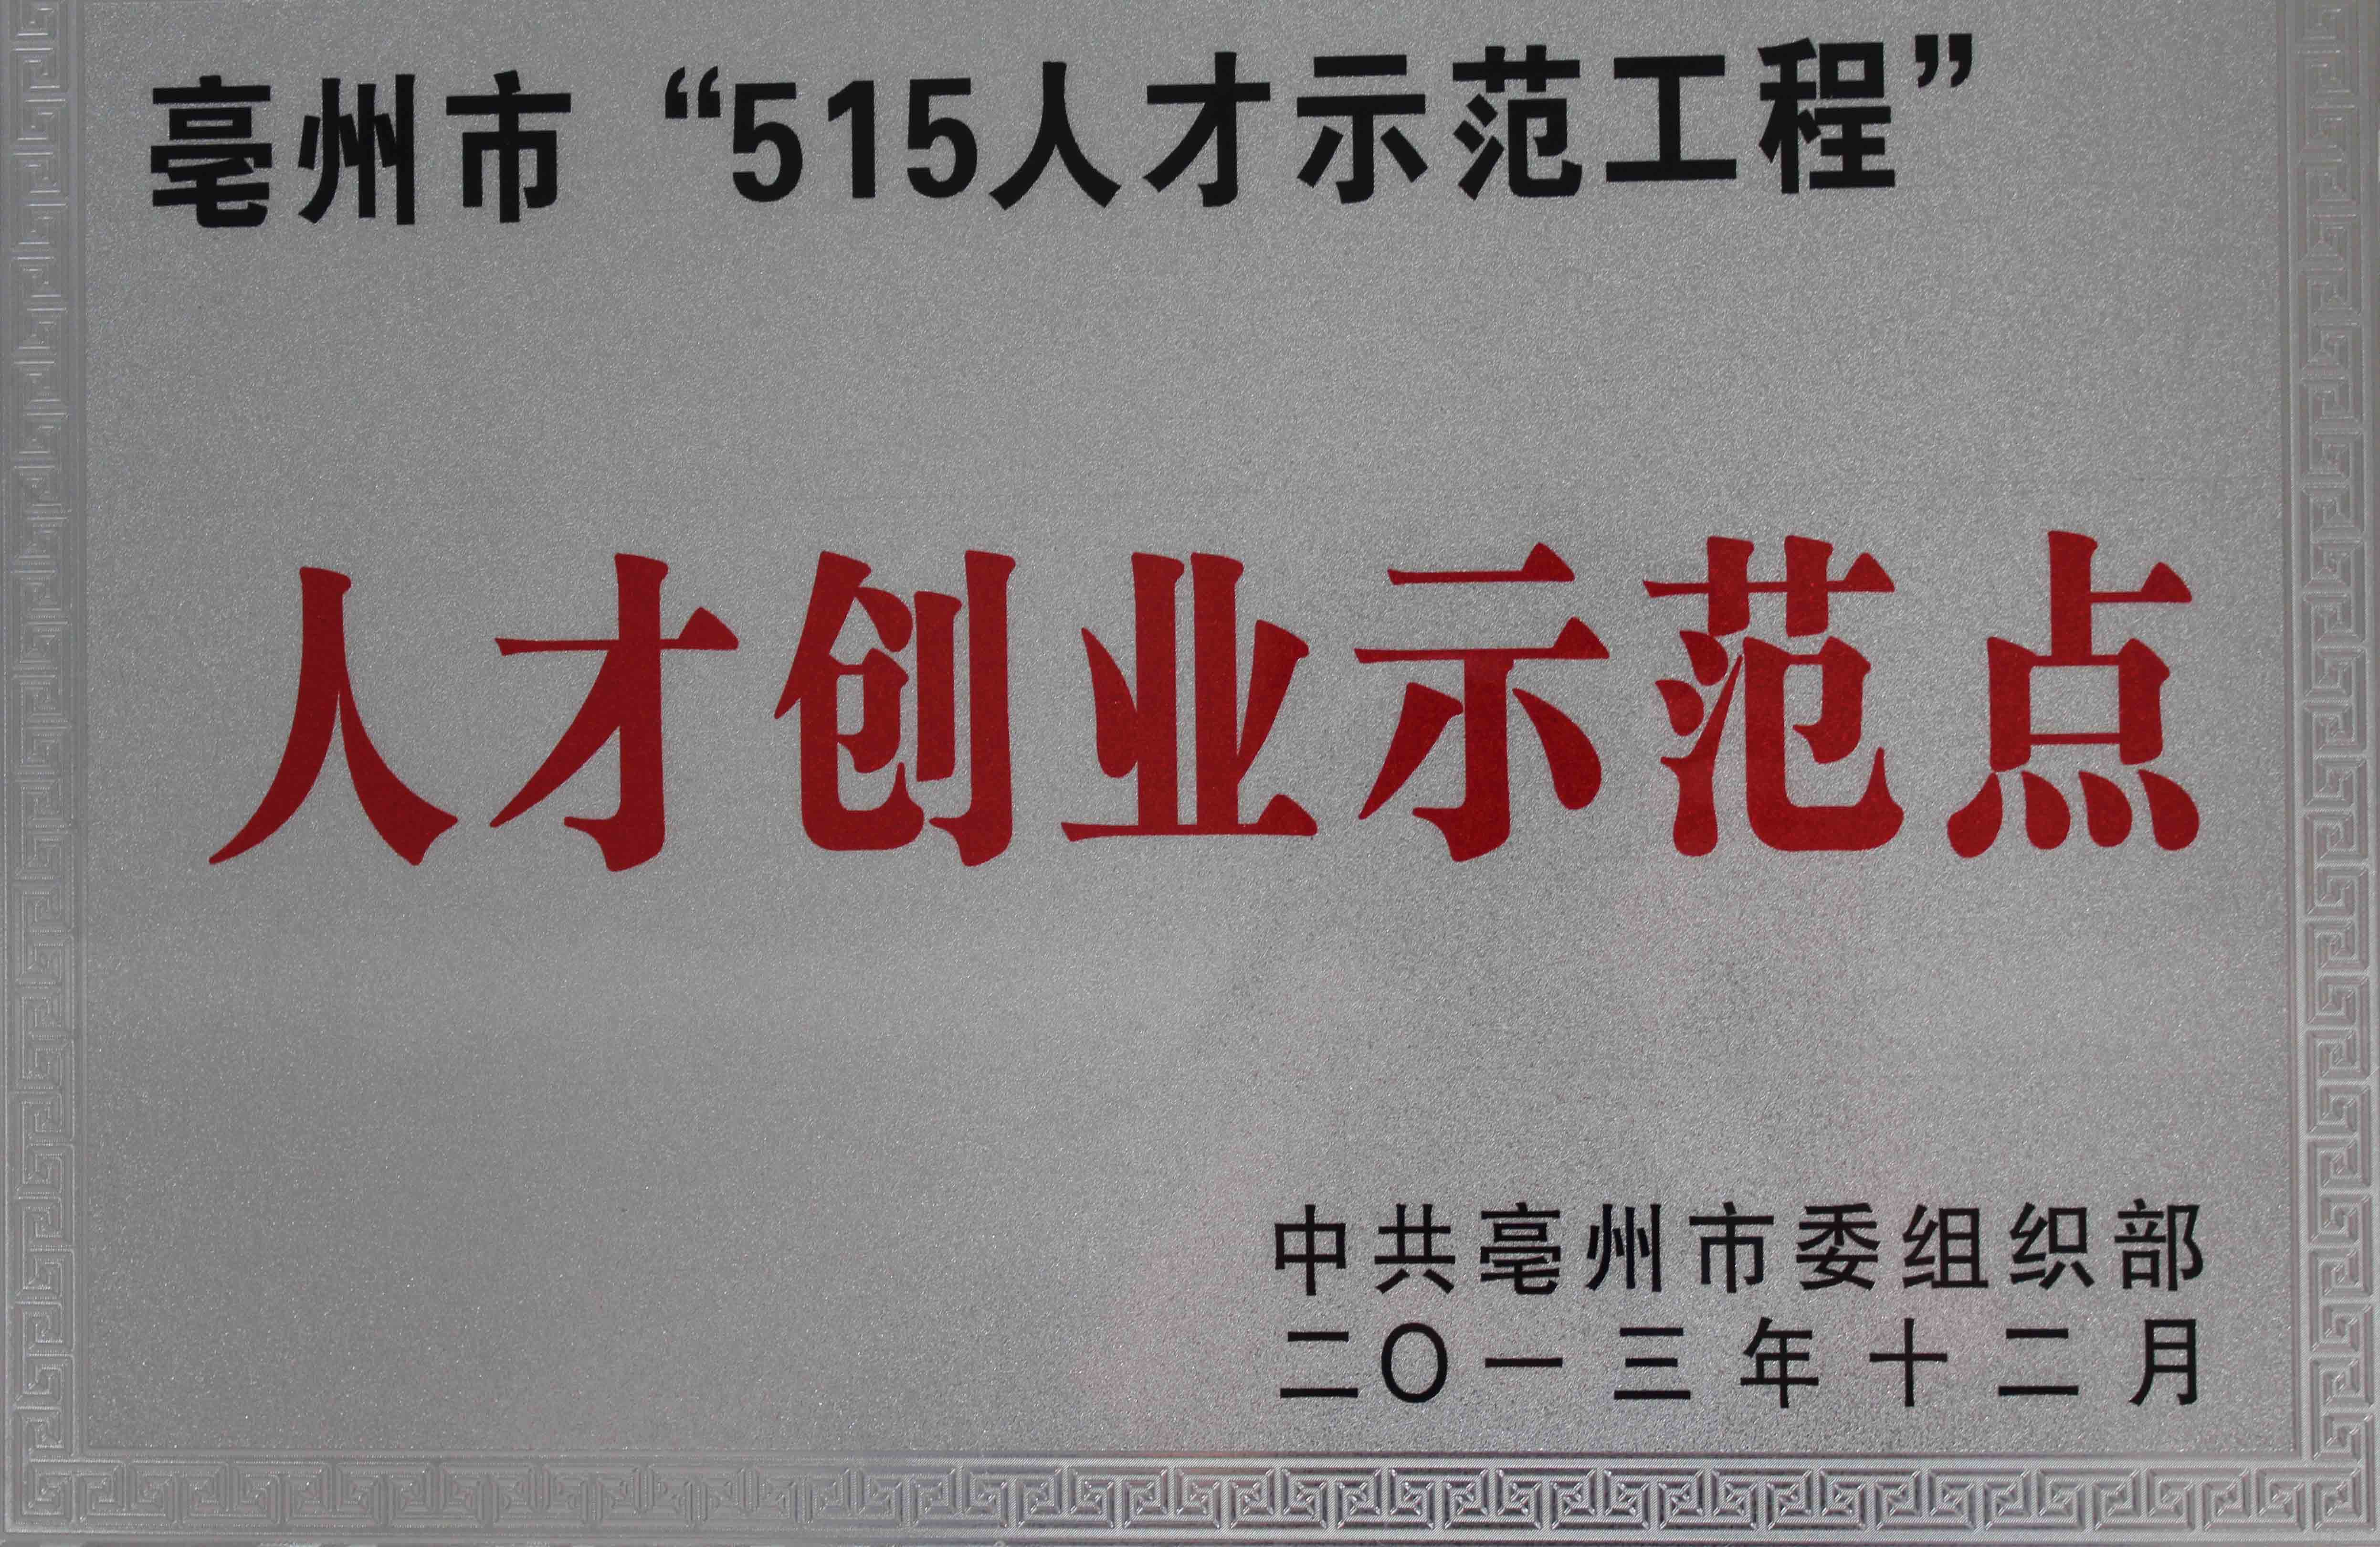 亳州市“515人才示范工程”
人才创业示范点
中共亳州市委组织部
二〇一三年十二月